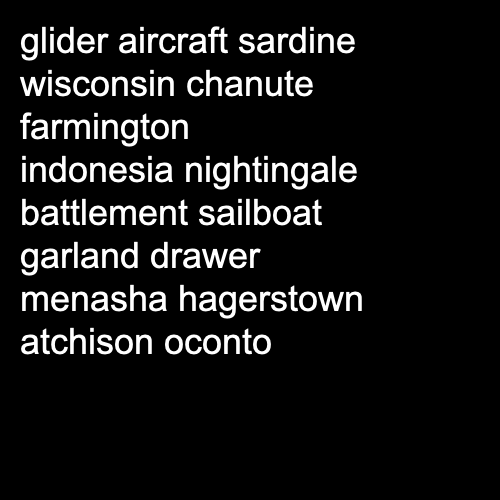 glider aircraft sardine
wisconsin chanute
farmington
indonesia nightingale
battlement sailboat
garland drawer
menasha hagerstown
atchison oconto